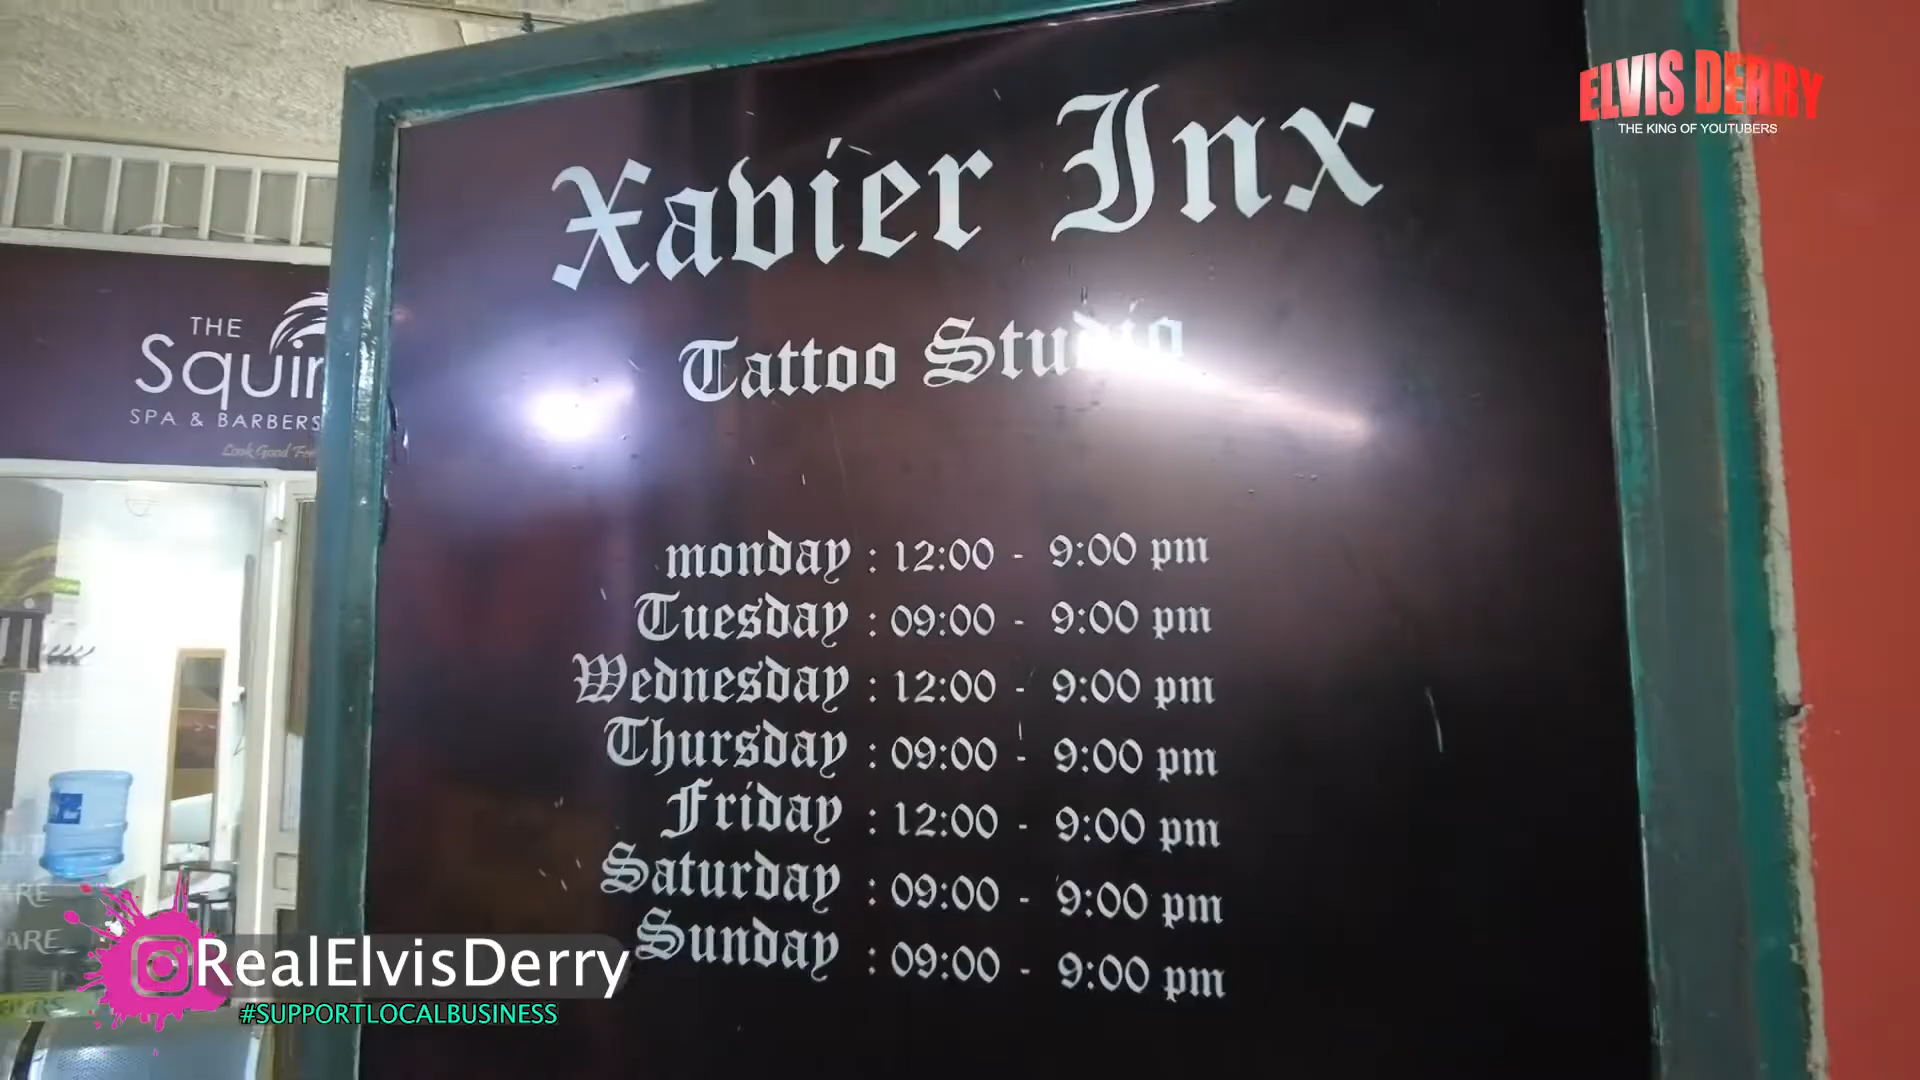 ELVIS DERRY
THE KING OF YOUTUBERS
Xavier Inx
Tattoo Studio
THE
Squir
SPA & BARBERS
Look Good
monday : 12:00 - 9:00 pm
Tuesday : 09:00 - 9:00 pm
Wednesday : 12:00 - 9:00 pm
Thursday : 09:00 - 9:00 pm
Friday : 12:00 - 9:00 pm
Saturday : 09:00 - 9:00 pm
Sunday : 09:00 - 9:00 pm
RealElvisDerry
#SUPPORTLOCALBUSINESS